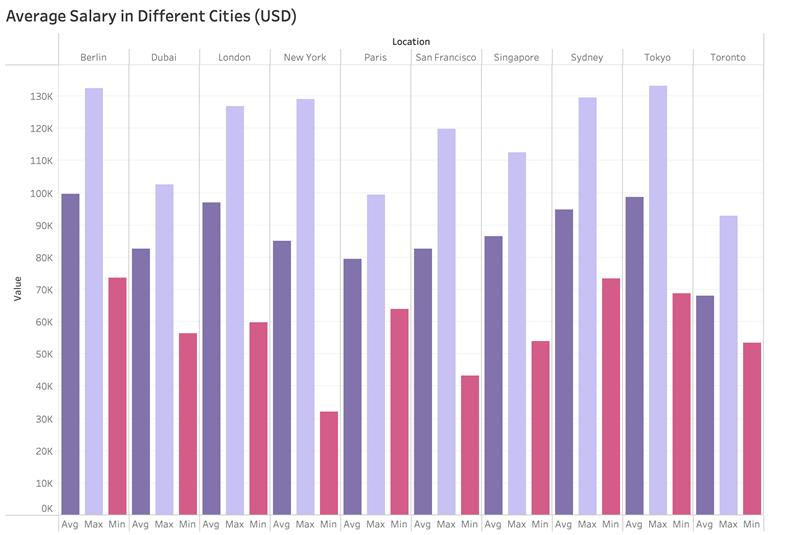 Average Salary in Different Cities (USD)
Location
Berlin Dubai London New York Paris San Francisco Singapore Sydney Tokyo Toronto
130K
120K
110K
100K
90K
80K
70K
60K
50K
40K
30K
20K
10K
0K
Value
Avg Max Min Avg Max Min Avg Max Min Avg Max Min Avg Max Min Avg Max Min Avg Max Min Avg Max Min Avg Max Min Avg Max Min